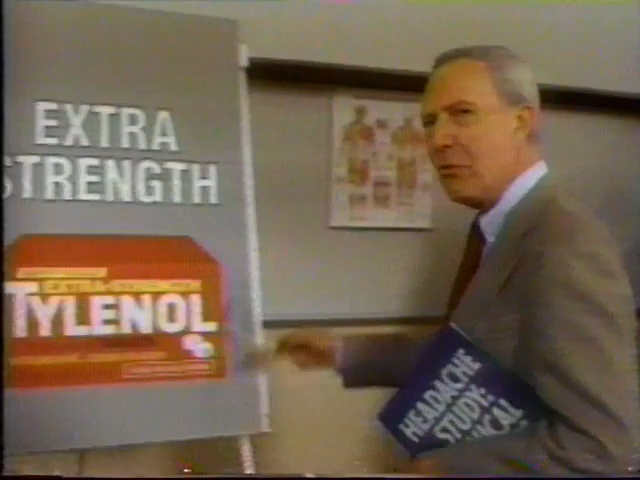 EXTRA
STRENGTH
EXTRA-STRENGTH
TYLENOL
HEADACHE
STUDY: